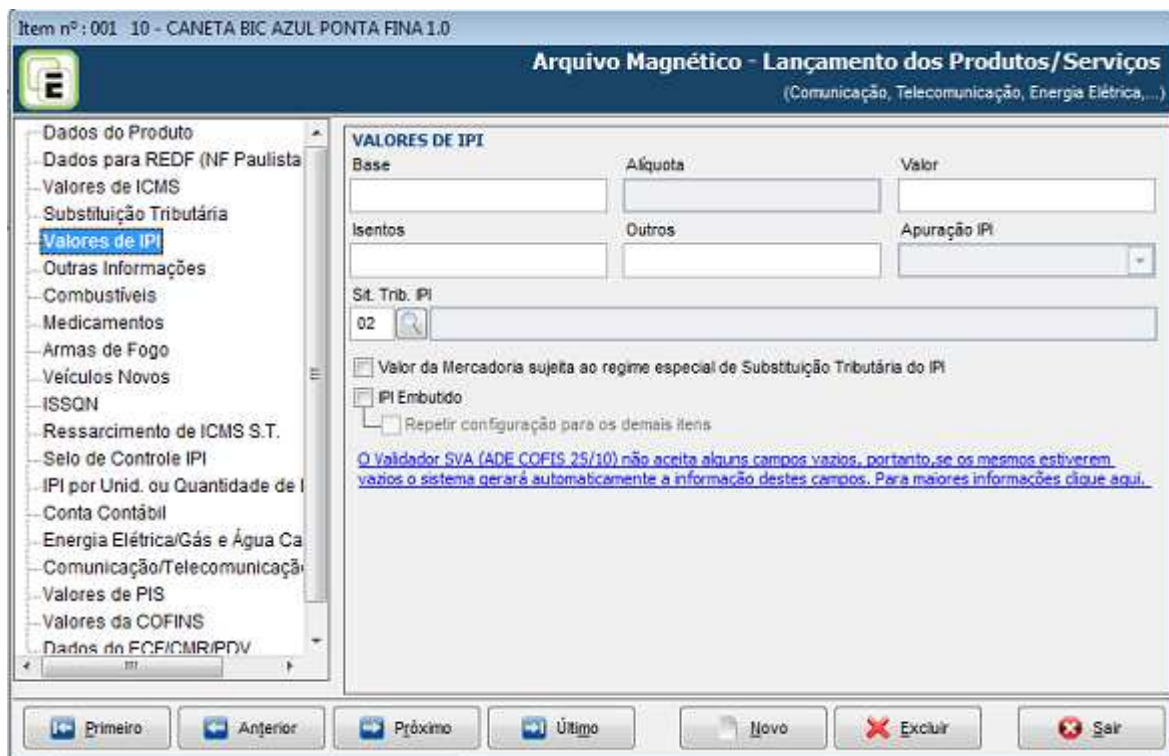 Item nº : 001   10 - CANETA BIC AZUL PONTA FINA 1.0
E
Arquivo Magnético - Lançamento dos Produtos/Serviços
(Comunicação, Telecomunicação, Energia Elétrica,...)
Dados do Produto
Dados para REDF (NF Paulista
Valores de ICMS
Substituição Tributária
Valores de IPI
Outras Informações
Combustíveis
Medicamentos
Armas de Fogo
Veículos Novos
ISSQN
Ressarcimento de ICMS S.T.
Selo de Controle IPI
IPI por Unid. ou Quantidade de I
Conta Contábil
Energia Elétrica/Gás e Água Ca
Comunicação/Telecomunicaçã
Valores de PIS
Valores da COFINS
Dados do ECF/CMR/PDV
VALORES DE IPI
Base Alíquota Valor
Isentos Outros Apuração IPI
Sit. Trib. IPI
02
Valor da Mercadoria sujeita ao regime especial de Substituição Tributária do IPI
IPI Embutido
Repetir configuração para os demais itens
O Validador SVA (ADE COFIS 25/10) não aceita alguns campos vazios, portanto,se os mesmos estiverem
vazios o sistema gerará automaticamente a informação destes campos. Para maiores informações clique aqui.
Primeiro Anterior Próximo Último Novo Excluir Sair